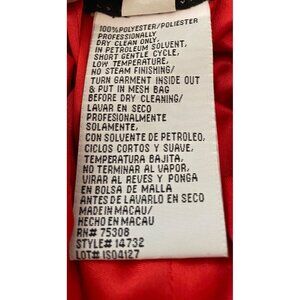 100%POLYESTER/POLIESTER
PROFESSIONALLY
DRY CLEAN ONLY,
IN PETROLEUM SOLVENT,
SHORT GENTLE CYCLE,
LOW TEMPERATURE,
NO STEAM FINISHING/
TURN GARMENT INSIDE OUT
& PUT IN MESH BAG
BEFORE DRY CLEANING/
LAVAR EN SECO
PROFESIONALMENTE
SOLAMENTE,
CON SOLVENTE DE PETROLEO,
CICLOS CORTOS Y SUAVE,
TEMPERATURA BAJITA,
NO TERMINAR AL VAPOR,
VIRAR AL REVES Y PONGA
EN BOLSA DE MALLA
ANTES DE LAVARLO EN SECO
MADE IN MACAU/
HECHO EN MACAU
RN# 75308
STYLE# 14732
LOT# ISO4127